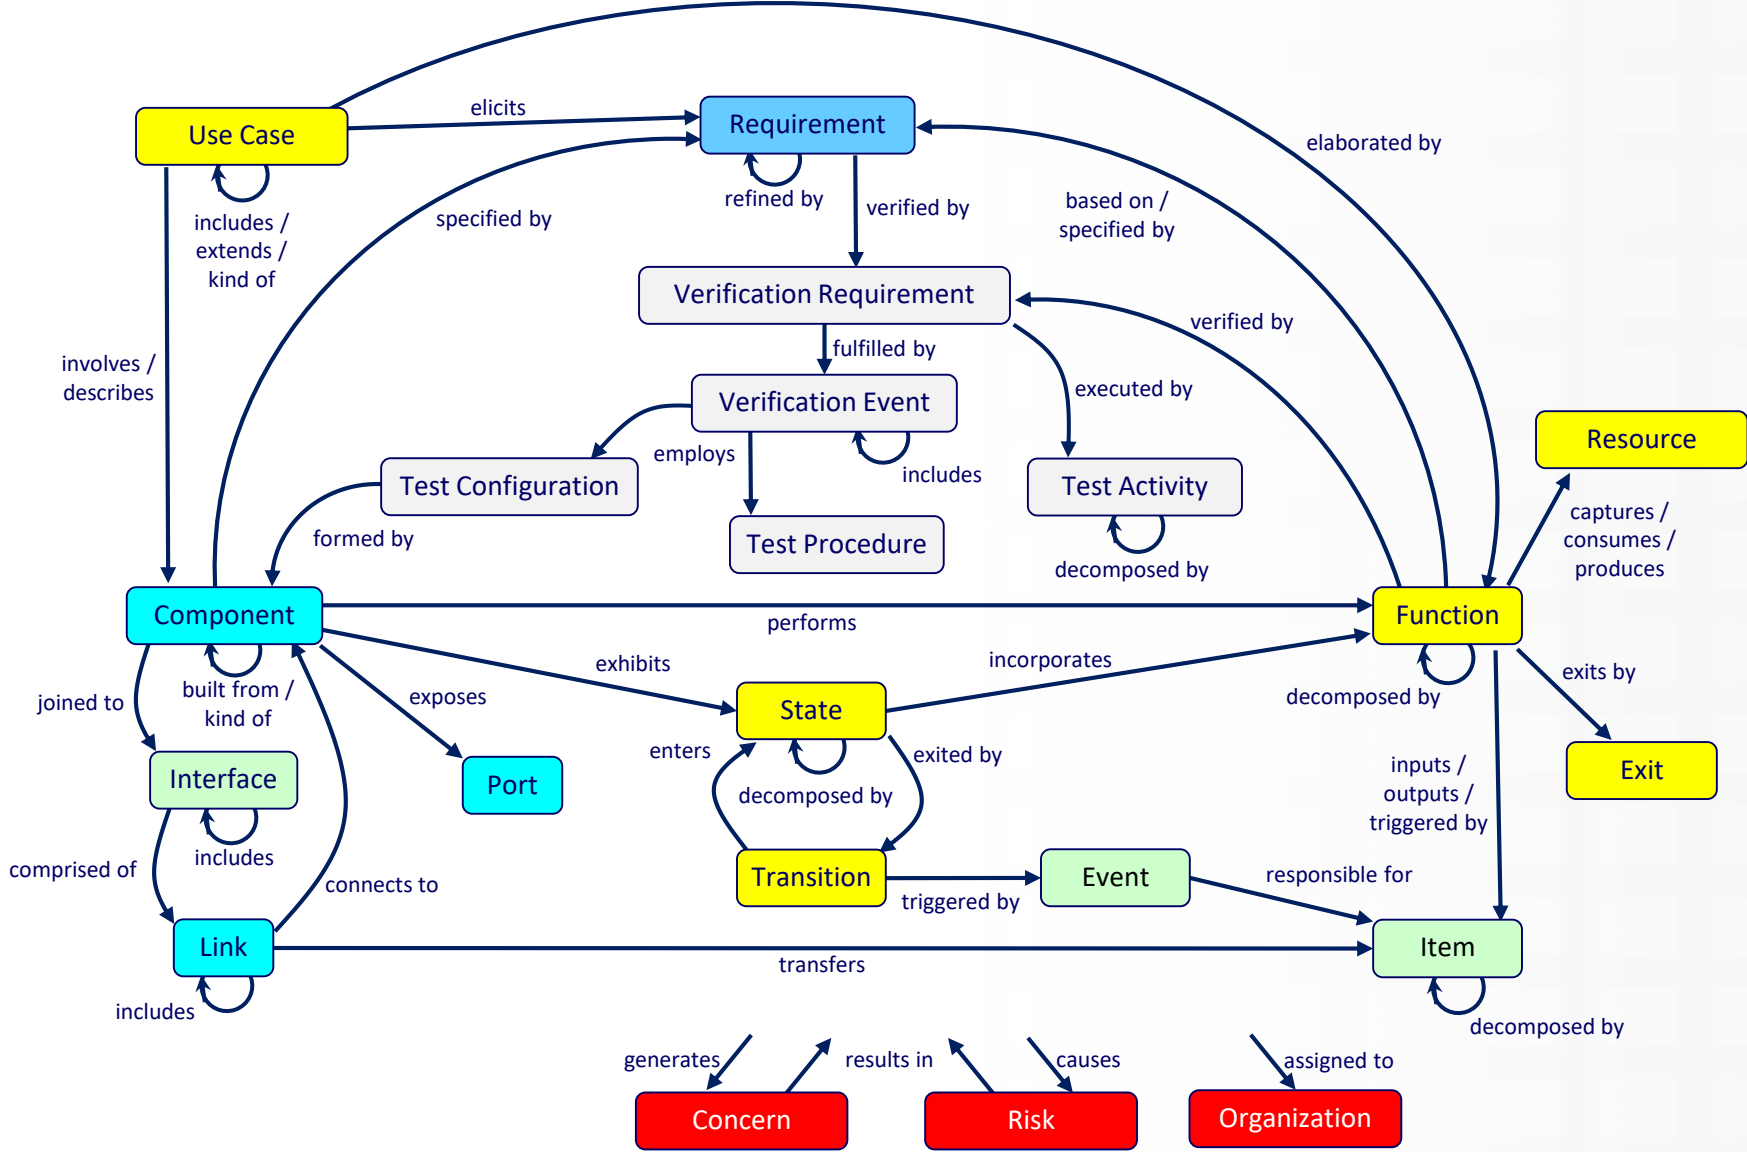 elicits
Requirement
Use Case
elaborated by
refined by
verified by
based on /
specified by
specified by
includes /
extends /
kind of
Verification Requirement
verified by
fulfilled by
involves /
describes
executed by
Verification Event
Resource
employs
includes
Test Configuration
Test Activity
captures /
consumes /
produces
formed by
Test Procedure
decomposed by
Component
performs
Function
exhibits
incorporates
exits by
built from /
kind of
joined to
exposes
decomposed by
State
enters
exited by
Interface
Port
decomposed by
inputs /
outputs /
triggered by
Exit
includes
comprised of
connects to
Transition
triggered by
Event
responsible for
Link
transfers
Item
includes
decomposed by
generates
results in
causes
assigned to
Concern
Risk
Organization